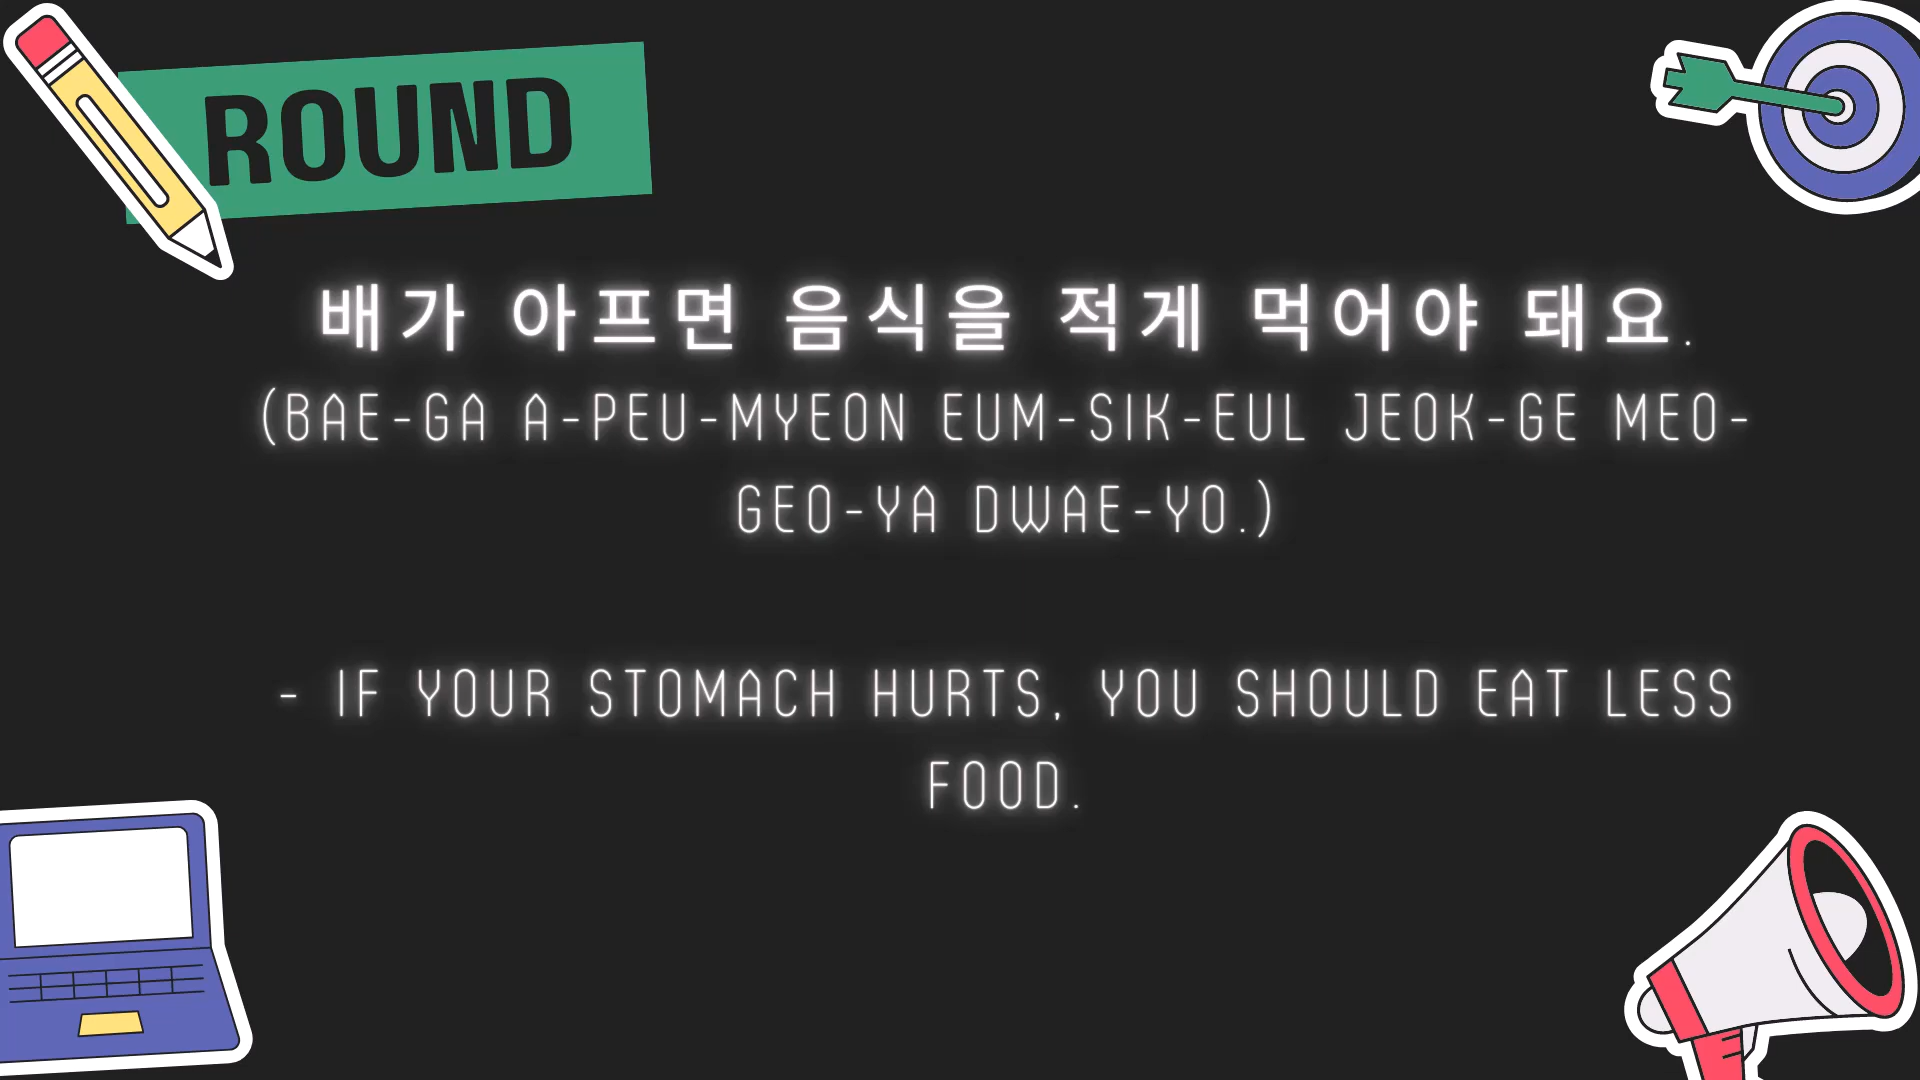 ROUND
배가 아프면 음식을 적게 먹어야 돼요.
(BAE-GA A-PEU-MYEON EUM-SIK-EUL JEOK-GE MEO-
GEO-YA DWAE-YO.)
- IF YOUR STOMACH HURTS, YOU SHOULD EAT LESS
FOOD.